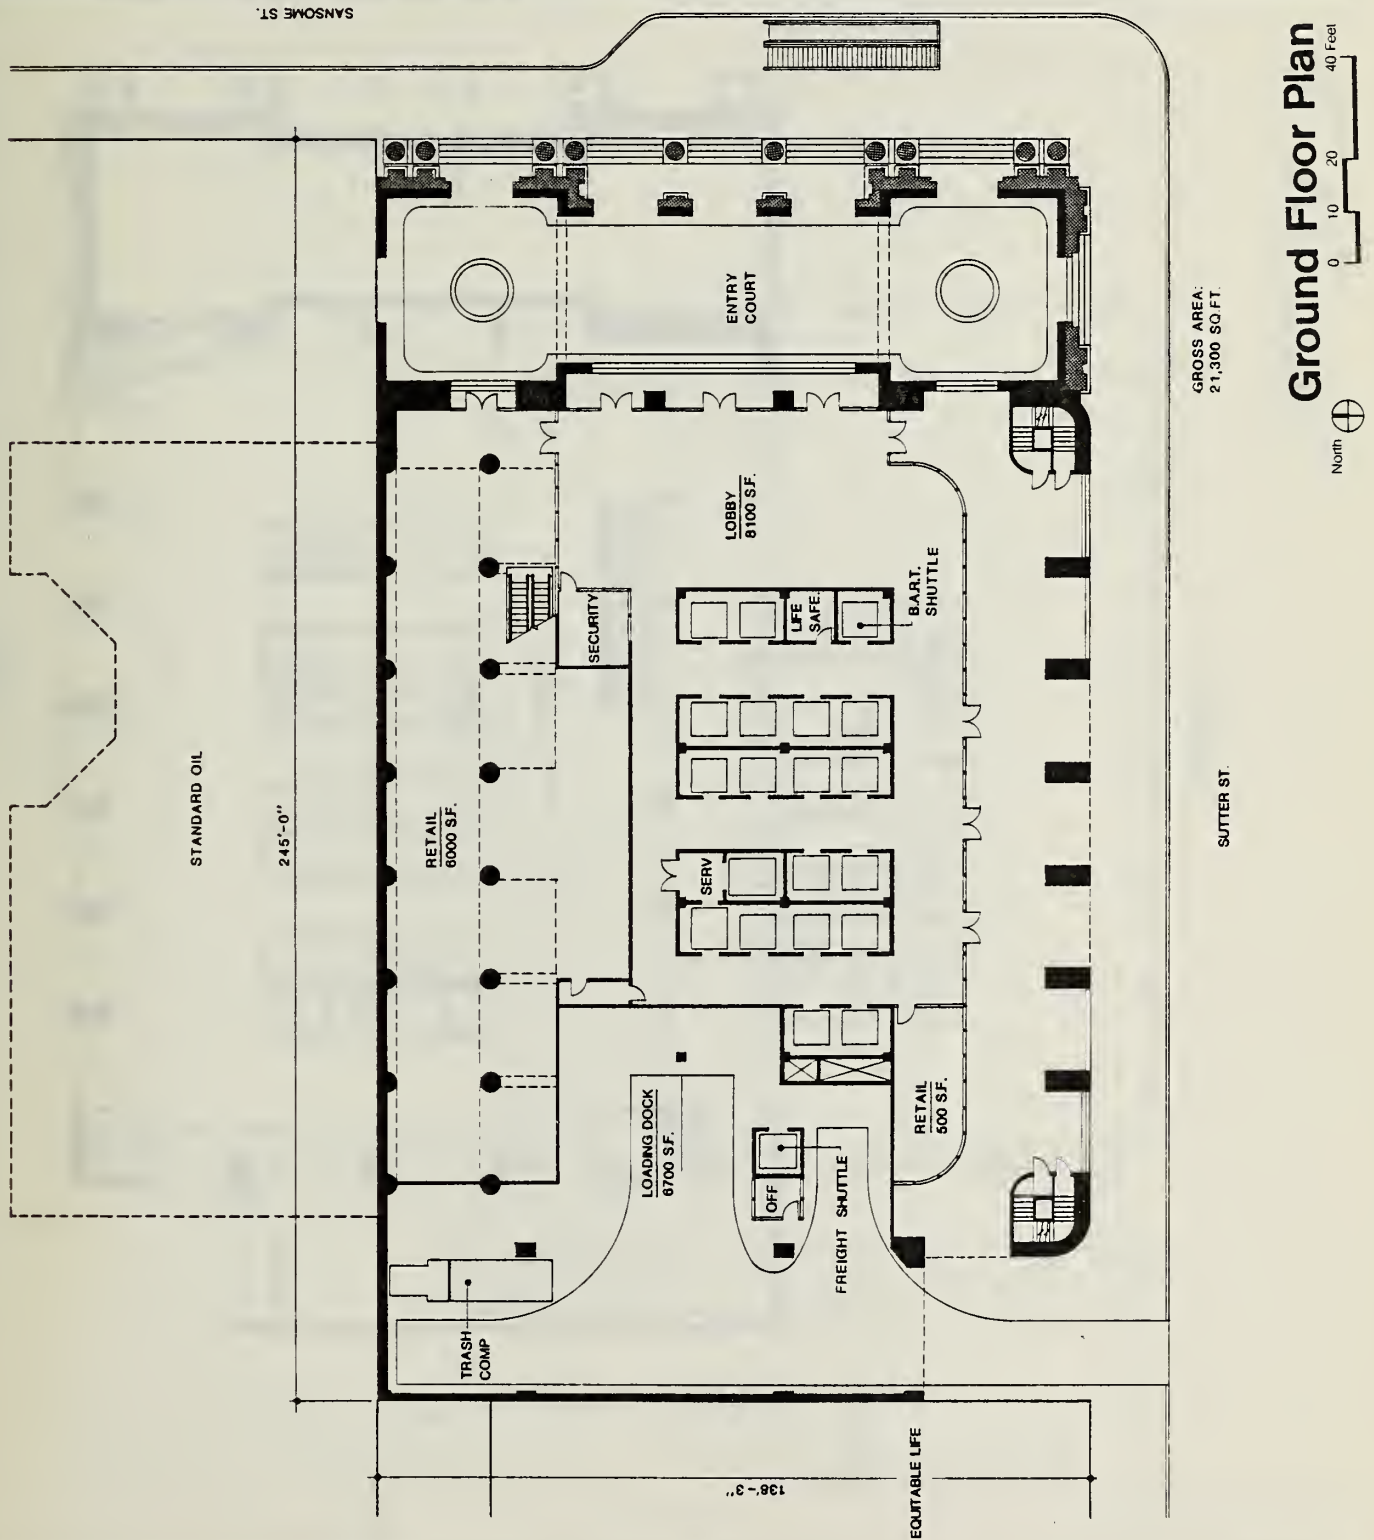 SANSOME ST.
STANDARD OIL
245'-0"
RETAIL
6000 S.F.
ENTRY
COURT
LOBBY
8100 S.F.
SECURITY
LIFE
SAFE.
B.A.R.T.
SHUTTLE
SERV
LOADING DOCK
6700 S.F.
RETAIL
500 S.F.
OFF
FREIGHT SHUTTLE
TRASH
COMP
EQUITABLE LIFE
138'-3"
SUTTER ST.
GROSS AREA:
21,300 SQ.FT.
Ground Floor Plan
North
0 10 20 40 Feet